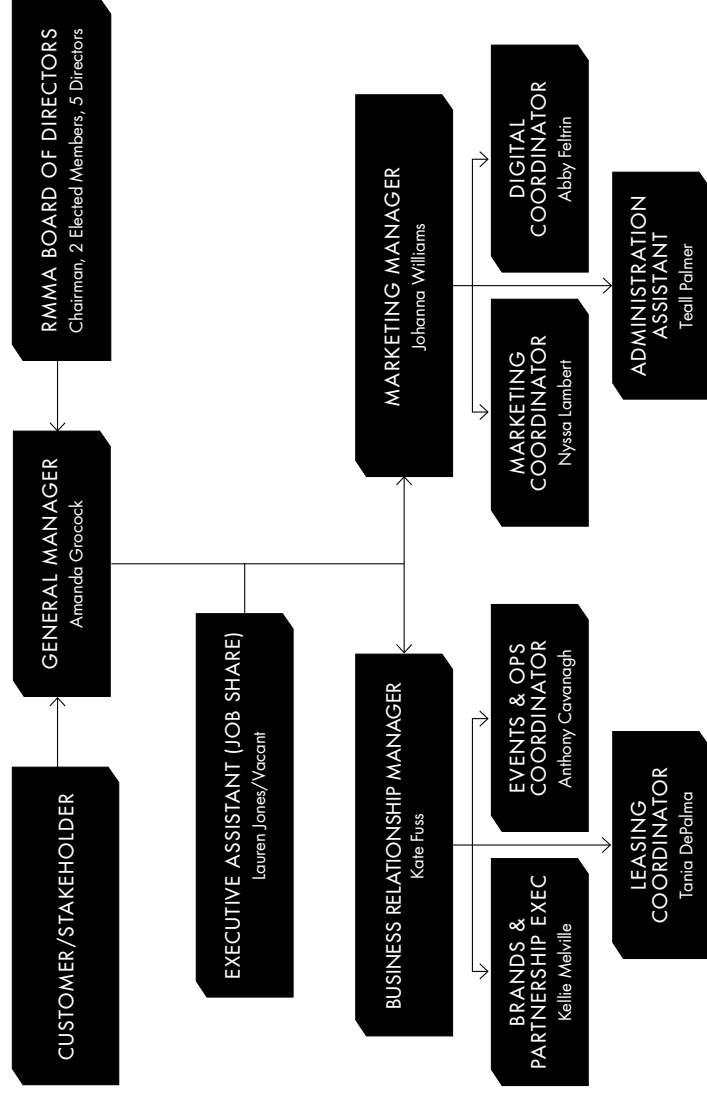 CUSTOMER/STAKEHOLDER
GENERAL MANAGER
Amanda Grocock
RMMA BOARD OF DIRECTORS
Chairman, 2 Elected Members, 5 Directors
EXECUTIVE ASSISTANT (JOB SHARE)
Lauren Jones/Vacant
BUSINESS RELATIONSHIP MANAGER
Kate Fuss
MARKETING MANAGER
Johanna Williams
BRANDS &
PARTNERSHIP EXEC
Kellie Melville
EVENTS & OPS
COORDINATOR
Anthony Cavanagh
MARKETING
COORDINATOR
Nyssa Lambert
DIGITAL
COORDINATOR
Abby Feltrin
LEASING
COORDINATOR
Tania DePalma
ADMINISTRATION
ASSISTANT
Teall Palmer